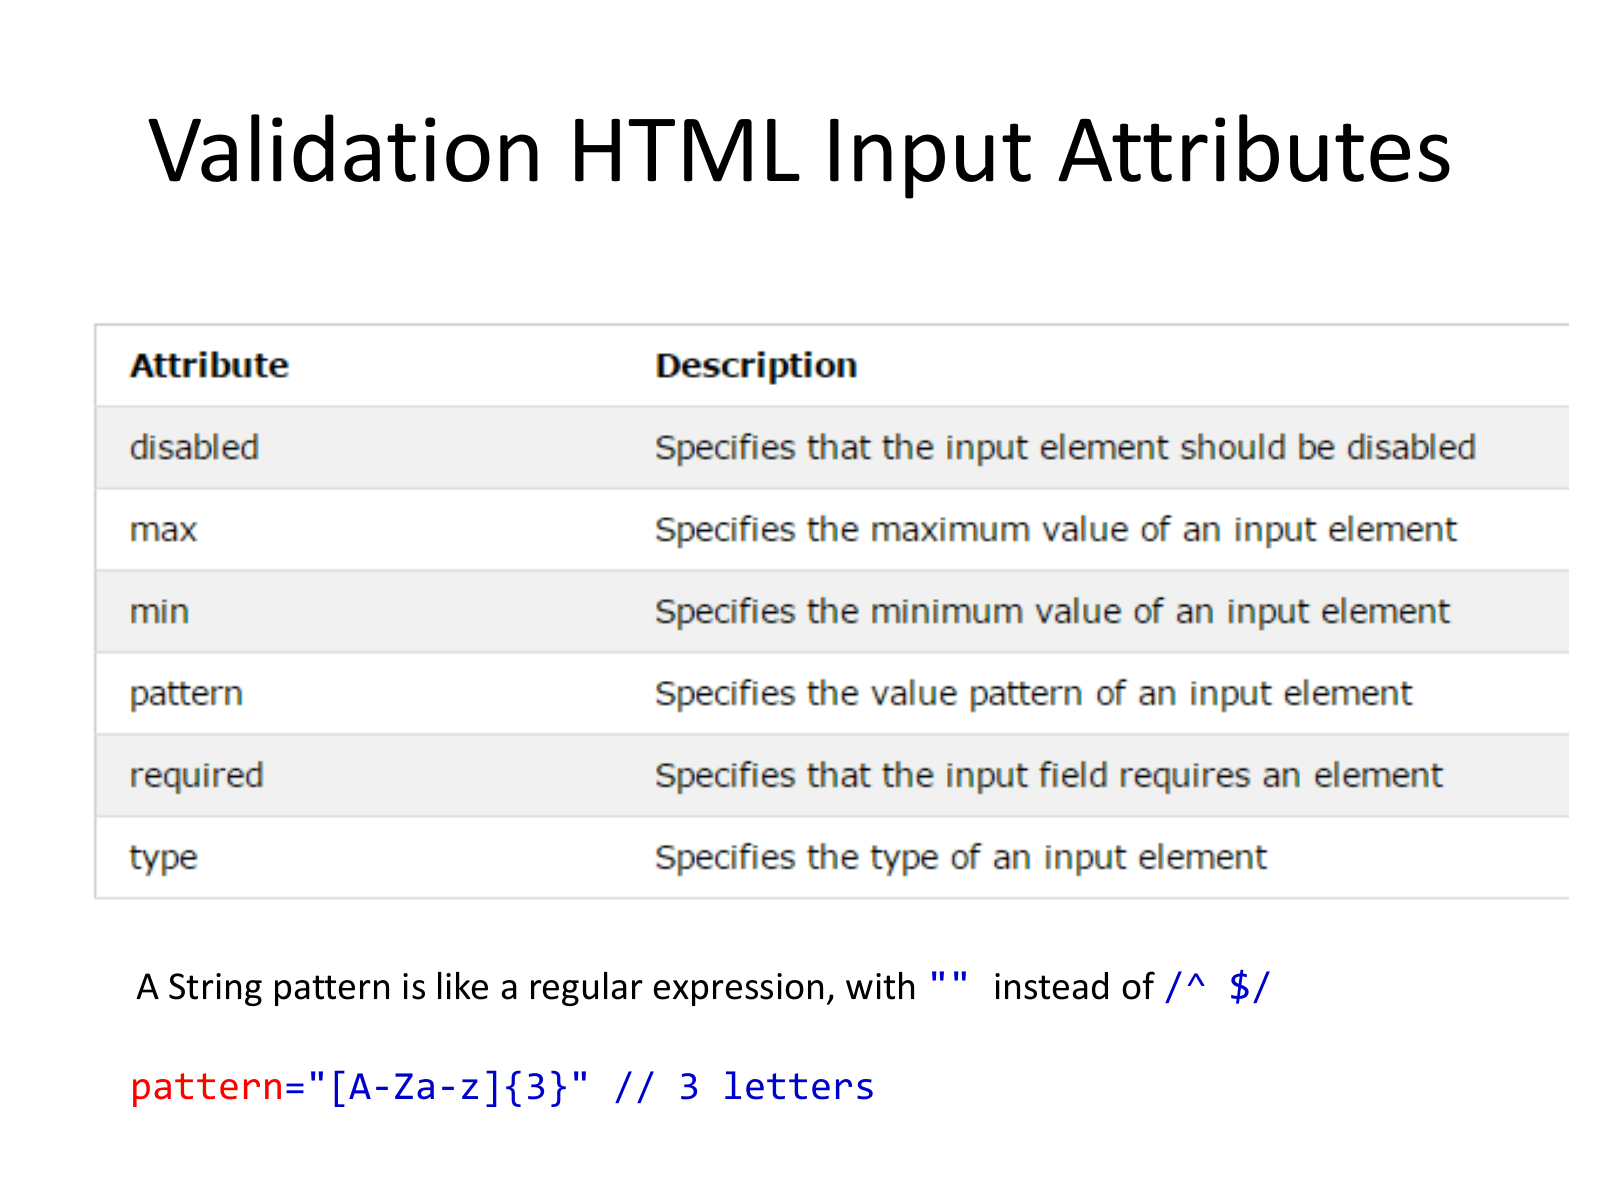 Validation HTML Input Attributes
Attribute Description
disabled Specifies that the input element should be disabled
max Specifies the maximum value of an input element
min Specifies the minimum value of an input element
pattern Specifies the value pattern of an input element
required Specifies that the input field requires an element
type Specifies the type of an input element
A String pattern is like a regular expression, with "" instead of /^ $/
pattern="[A-Za-z]{3}" // 3 letters